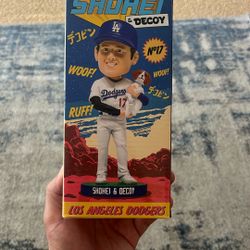 SHOHEI
& DECOY
デコピン
Nº17
WOOF!
WOOF!
デコピン
RUFF!
LA
Dodgers
17
SHOHEI & DECOY
LOS ANGELES DODGERS